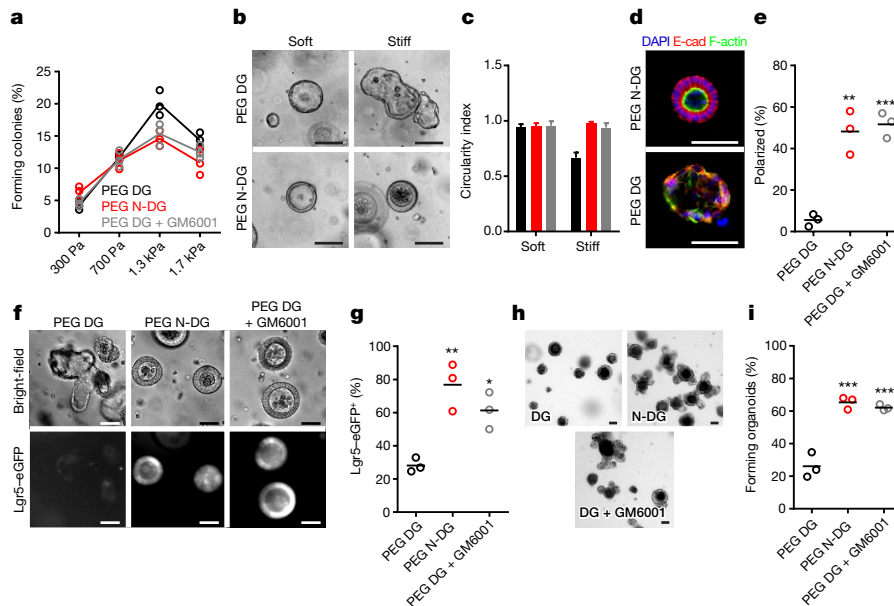 a
Forming colonies (%)
25
20
15
10
5
0
PEG DG
PEG N-DG
PEG DG + GM6001
300 Pa
700 Pa
1.3 kPa
1.7 kPa
b
Soft
Stiff
PEG DG
PEG N-DG
c
Circularity index
1.5
1.0
0.5
0.0
Soft
Stiff
d
DAPI E-cad F-actin
PEG N-DG
PEG DG
e
Polarized (%)
80
60
40
20
0
**
***
PEG DG
PEG N-DG
PEG DG + GM6001
f
PEG DG
PEG N-DG
PEG DG
+ GM6001
Bright-field
Lgr5–eGFP
g
Lgr5–eGFP⁺ (%)
100
80
60
40
20
0
**
*
PEG DG
PEG N-DG
PEG DG + GM6001
h
DG
N-DG
DG + GM6001
i
Forming organoids (%)
100
80
60
40
20
0
***
***
PEG DG
PEG N-DG
PEG DG + GM6001